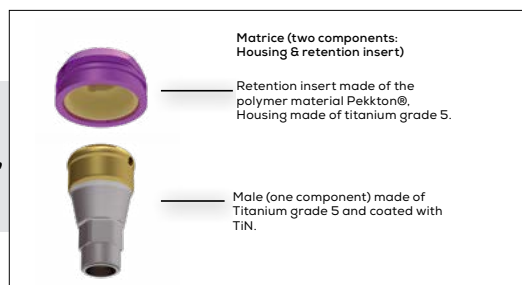 Matrice (two components:
Housing & retention insert)
Retention insert made of the
polymer material Pekkton®,
Housing made of titanium grade 5.
Male (one component) made of
Titanium grade 5 and coated with
TiN.